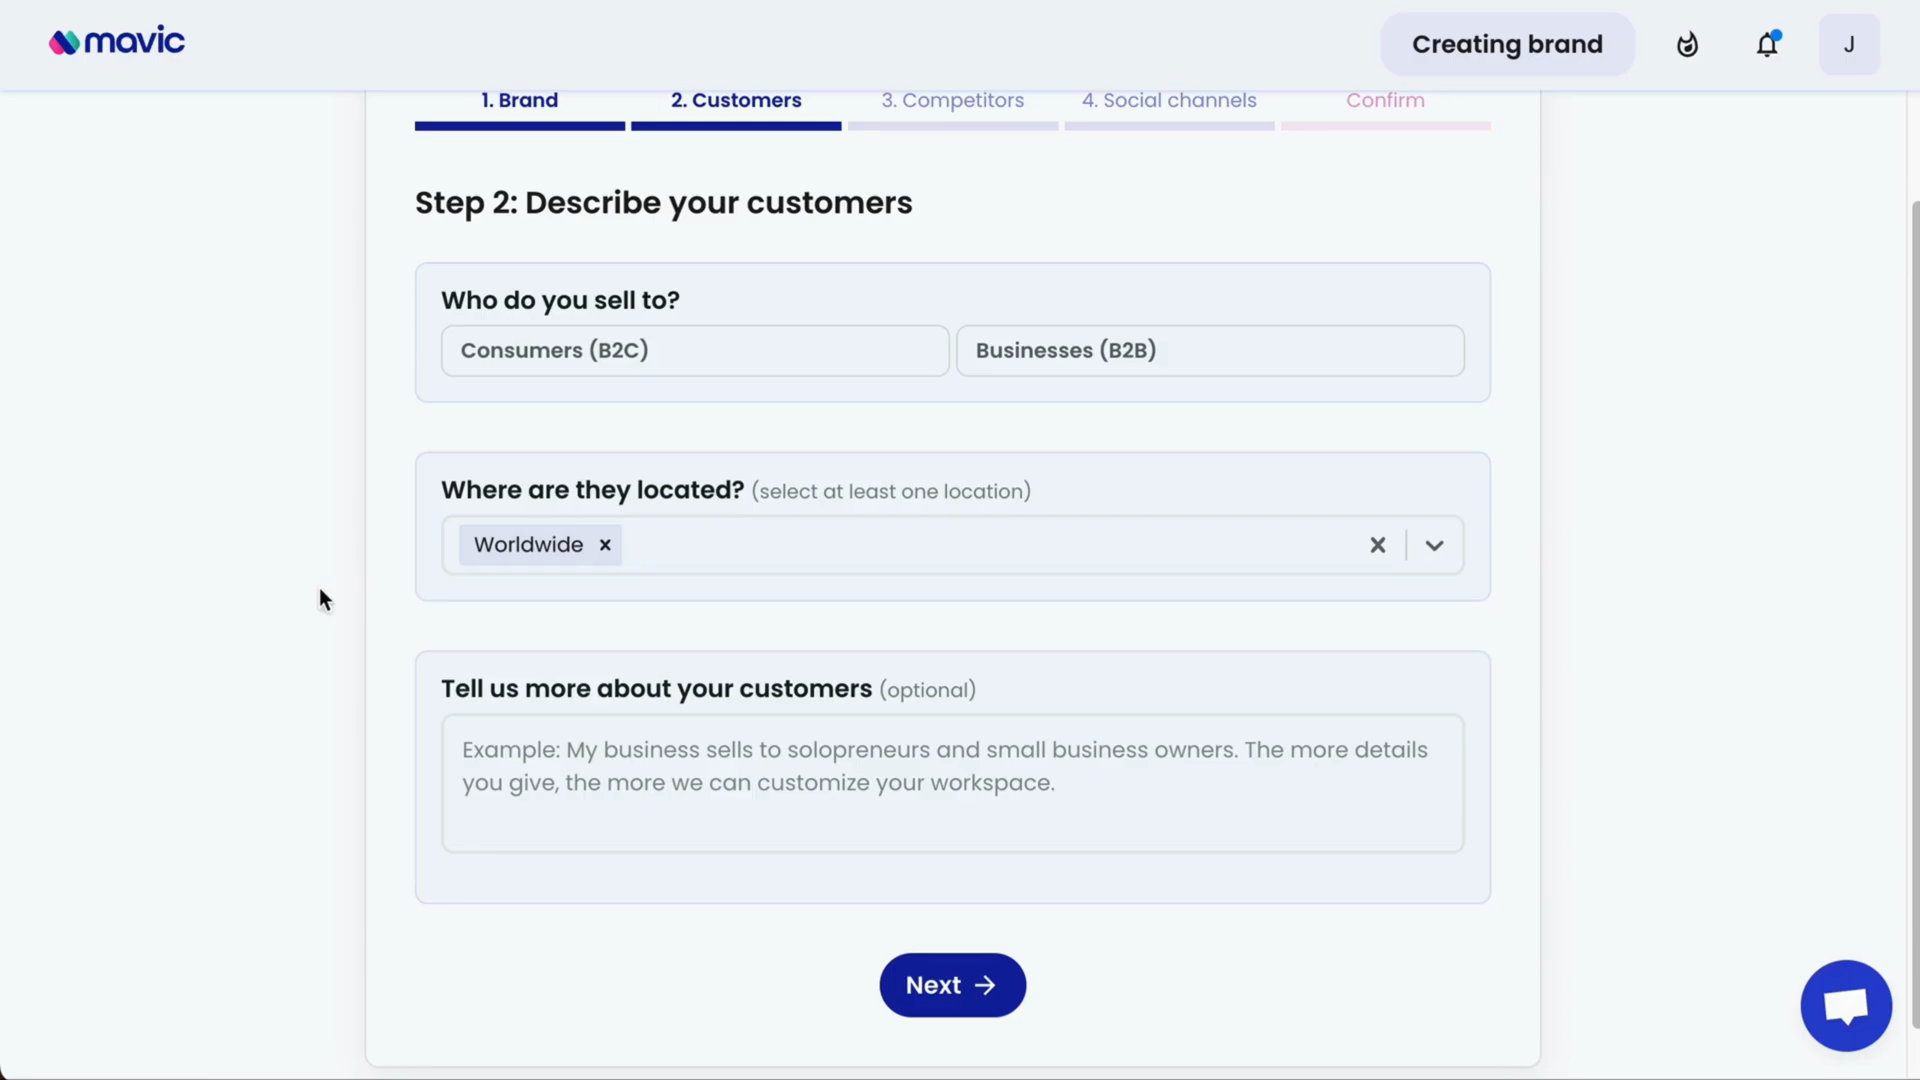 mavic
Creating brand
J
1. Brand
2. Customers
3. Competitors
4. Social channels
Confirm
Step 2: Describe your customers
Who do you sell to?
Consumers (B2C)
Businesses (B2B)
Where are they located? (select at least one location)
Worldwide
Tell us more about your customers (optional)
Example: My business sells to solopreneurs and small business owners. The more details
you give, the more we can customize your workspace.
Next →